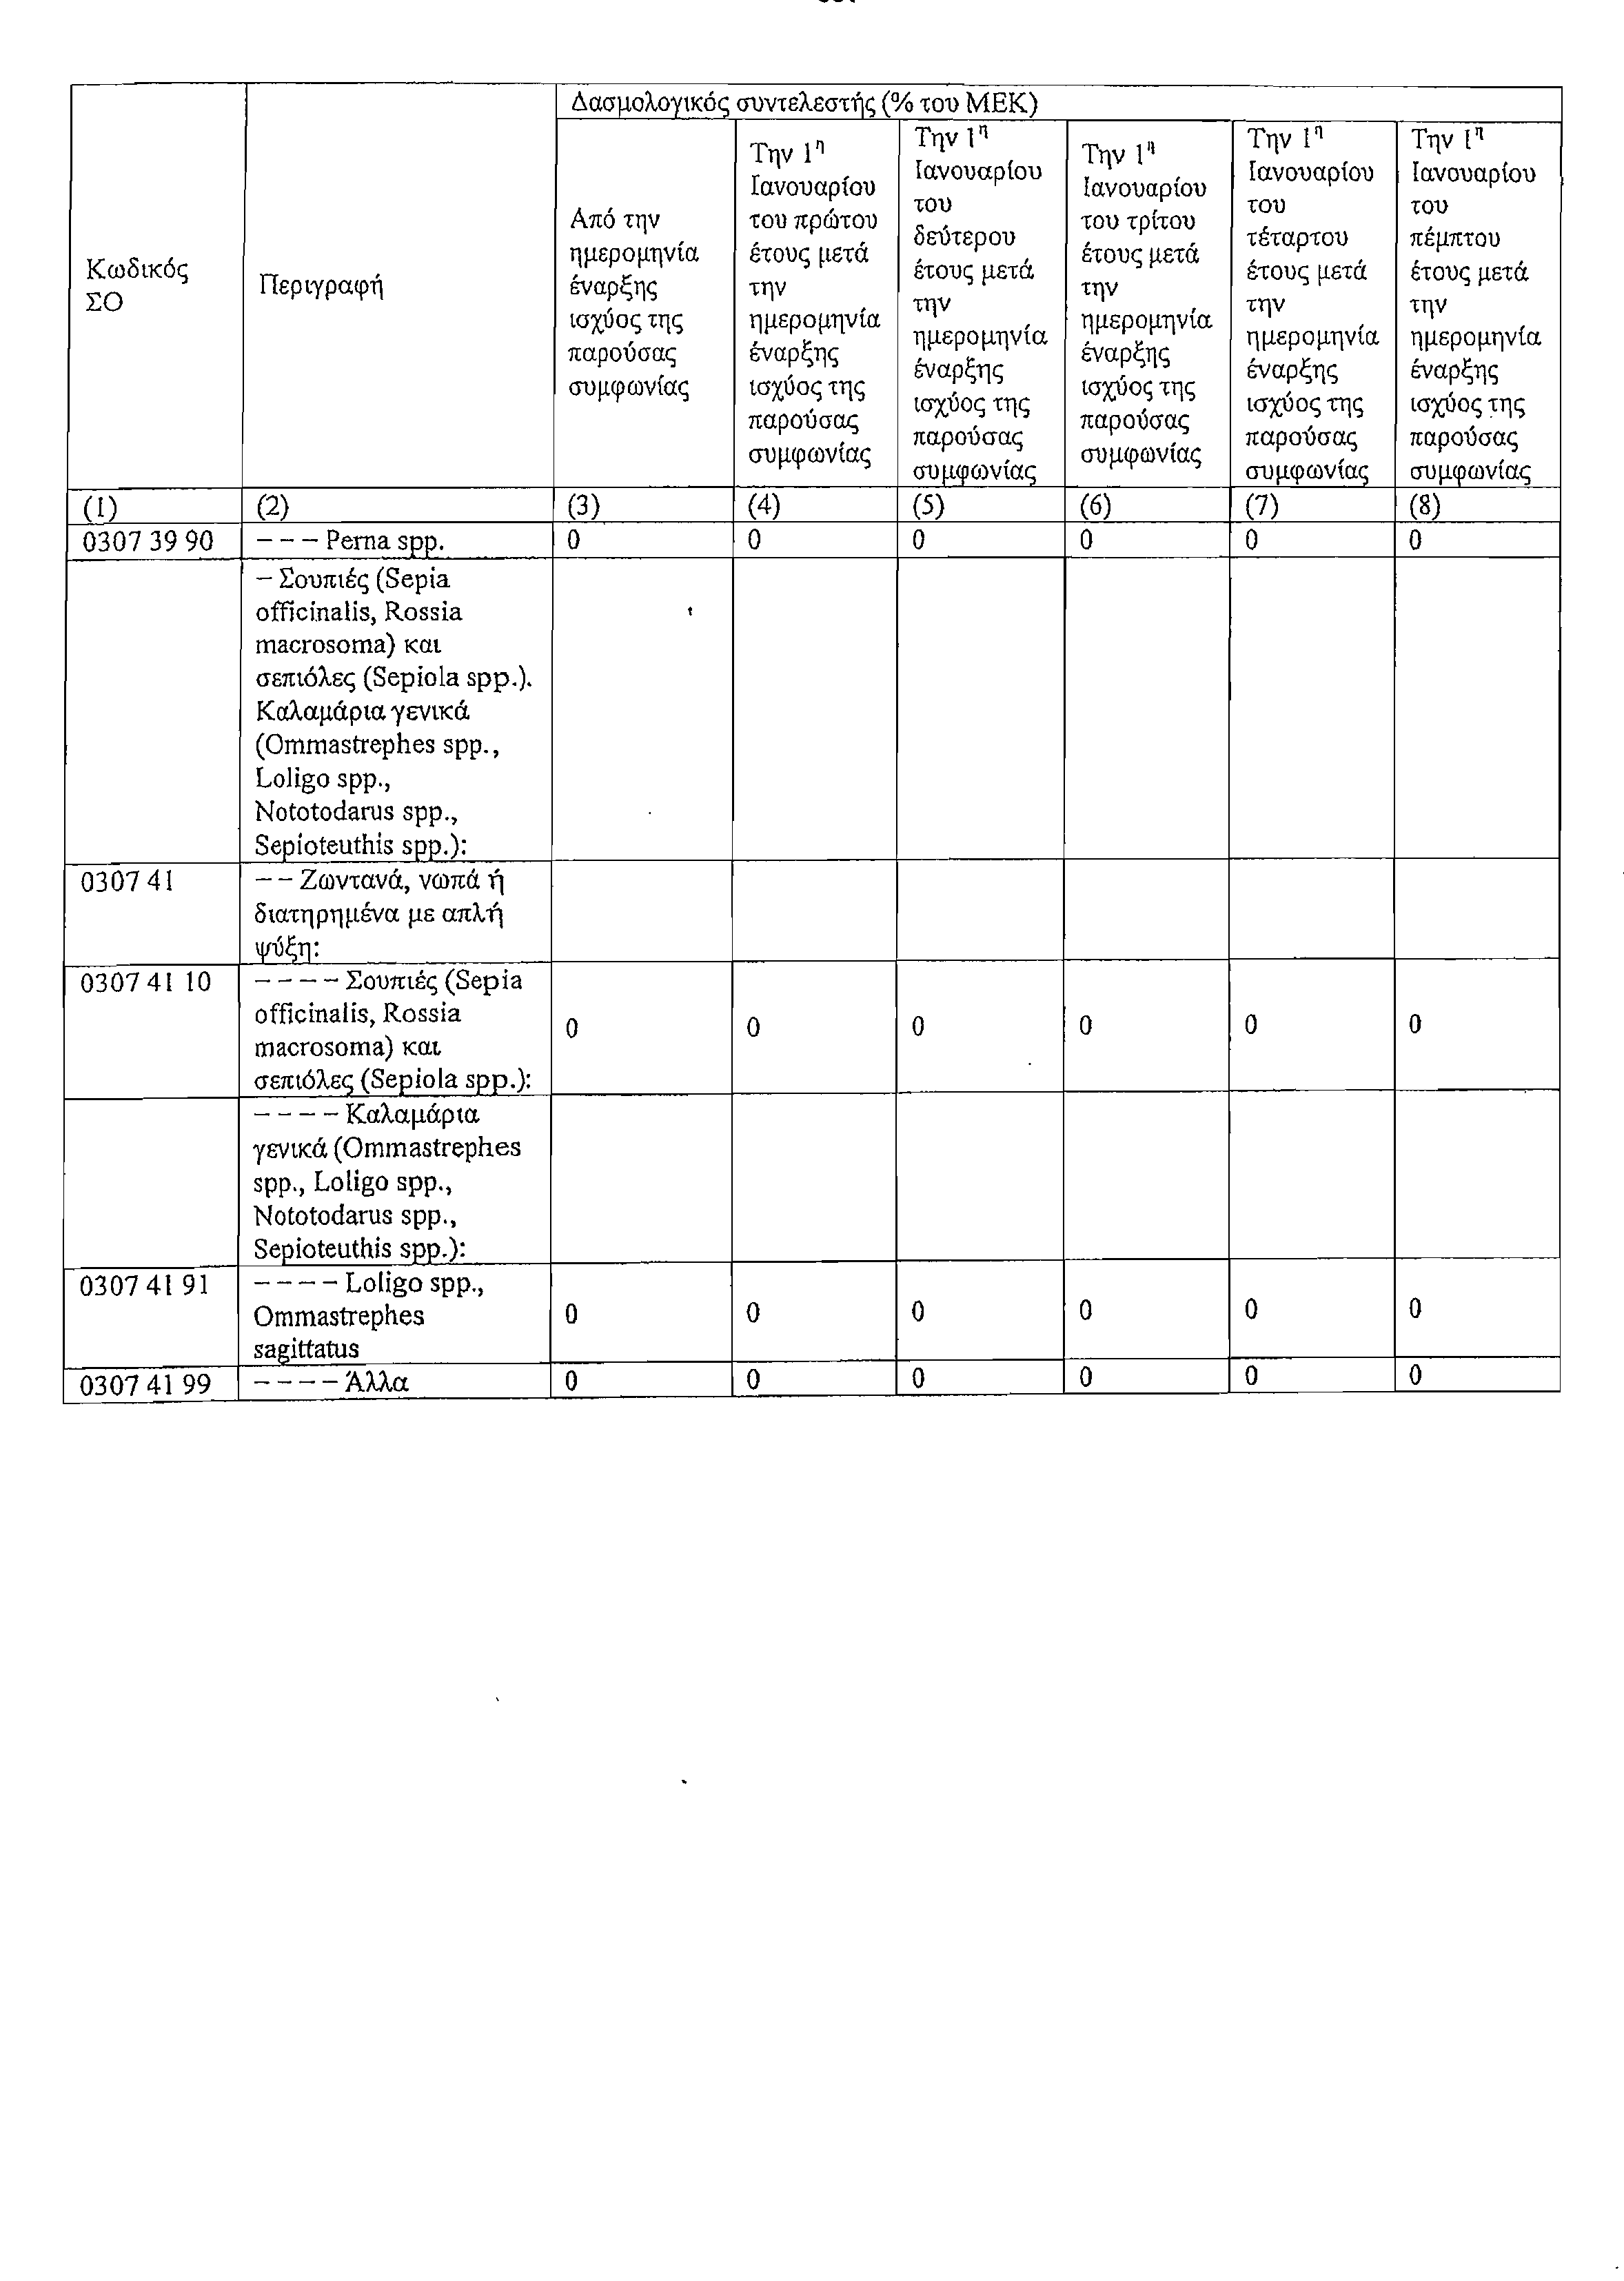 Δασμολογικός συντελεστής (% του ΜΕΚ)
Κωδικός
ΣΟ
Περιγραφή
Από την
ημερομηνία
έναρξης
ισχύος της
παρούσας
συμφωνίας
Την 1η
Ιανουαρίου
του πρώτου
έτους μετά
την
ημερομηνία
έναρξης
ισχύος της
παρούσας
συμφωνίας
Την 1η
Ιανουαρίου
του
δεύτερου
έτους μετά
την
ημερομηνία
έναρξης
ισχύος της
παρούσας
συμφωνίας
Την 1η
Ιανουαρίου
του τρίτου
έτους μετά
την
ημερομηνία
έναρξης
ισχύος της
παρούσας
συμφωνίας
Την 1η
Ιανουαρίου
του
τέταρτου
έτους μετά
την
ημερομηνία
έναρξης
ισχύος της
παρούσας
συμφωνίας
Την 1η
Ιανουαρίου
του
πέμπτου
έτους μετά
την
ημερομηνία
έναρξης
ισχύος της
παρούσας
συμφωνίας
(1) (2) (3) (4) (5) (6) (7) (8)
0307 39 90 – – – Perna spp. 0 0 0 0 0 0
– Σουπιές (Sepia
officinalis, Rossia
macrosoma) και
σεπιόλες (Sepiola spp.).
Καλαμάρια γενικά
(Ommastrephes spp.,
Loligo spp.,
Nototodarus spp.,
Sepioteuthis spp.):
0307 41 – – Ζωντανά, νωπά ή
διατηρημένα με απλή
ψύξη:
0307 41 10 – – – – Σουπιές (Sepia
officinalis, Rossia
macrosoma) και
σεπιόλες (Sepiola spp.):
0 0 0 0 0 0
– – – – Καλαμάρια
γενικά (Ommastrephes
spp., Loligo spp.,
Nototodarus spp.,
Sepioteuthis spp.):
0307 41 91 – – – – Loligo spp.,
Ommastrephes
sagittatus
0 0 0 0 0 0
0307 41 99 – – – – Άλλα 0 0 0 0 0 0